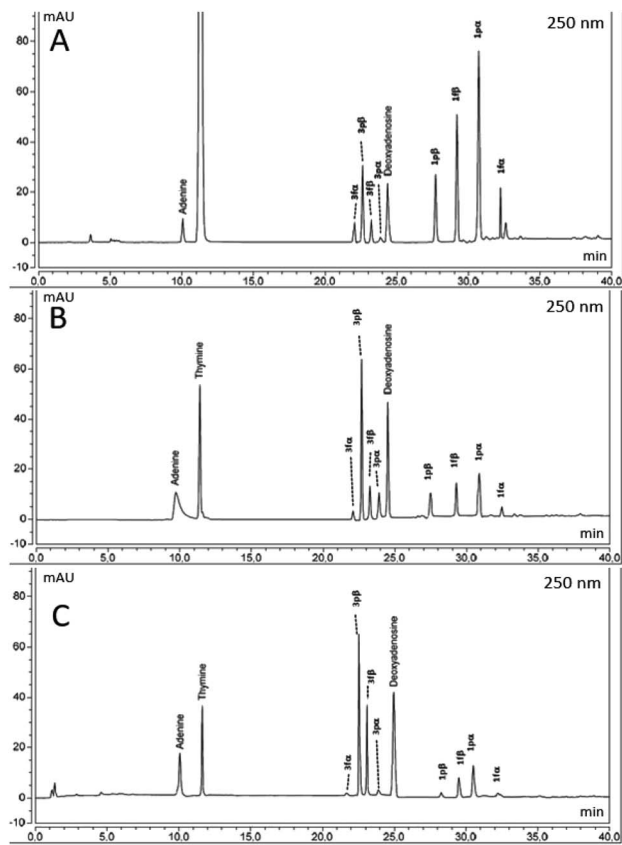 mAU
A
250 nm
80
60
40
20
0
-10
Adenine
3fα
3pβ
3fβ
3pα
Deoxyadenosine
1pβ
1fβ
1pα
1fα
min
0.0 5.0 10.0 15.0 20.0 25.0 30.0 35.0 40.0
mAU
B
250 nm
80
60
40
20
0
-10
Adenine
Thymine
3fα
3pβ
3fβ
3pα
Deoxyadenosine
1pβ
1fβ
1pα
1fα
min
0.0 5.0 10.0 15.0 20.0 25.0 30.0 35.0 40.0
mAU
C
250 nm
80
60
40
20
0
-10
Adenine
Thymine
3fα
3pβ
3fβ
3pα
Deoxyadenosine
1pβ
1fβ
1pα
1fα
min
0.0 5.0 10.0 15.0 20.0 25.0 30.0 35.0 40.0